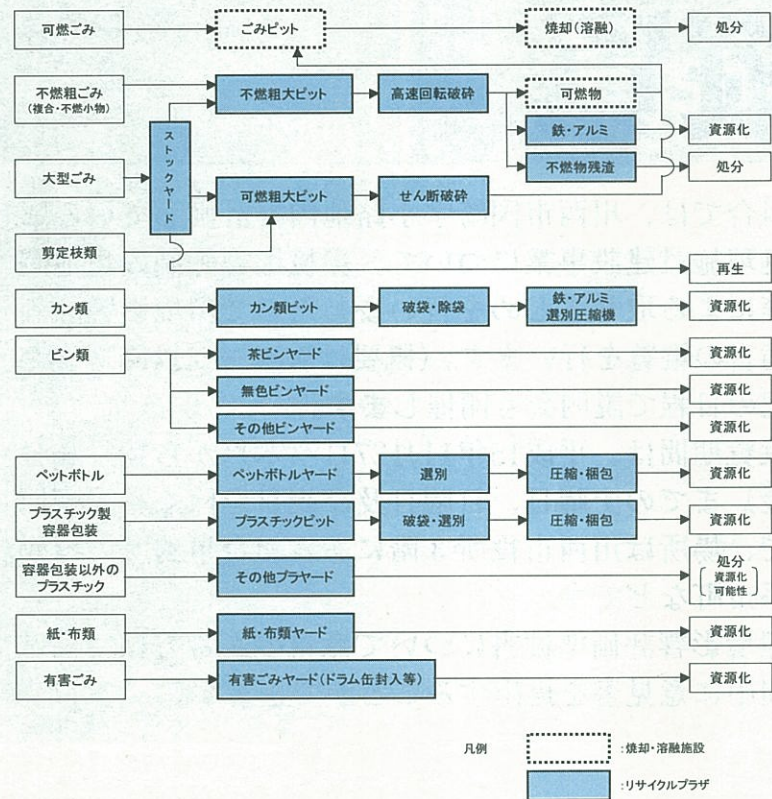 可燃ごみ
ごみピット
焼却(溶融)
処分
不燃粗ごみ
(複合・不燃小物)
不燃粗大ピット
高速回転破砕
可燃物
鉄・アルミ
資源化
不燃物残渣
処分
ストックヤード
大型ごみ
可燃粗大ピット
せん断破砕
剪定枝類
再生
カン類
カン類ピット
破袋・除袋
鉄・アルミ
選別圧縮機
資源化
ビン類
茶ビンヤード
資源化
無色ビンヤード
資源化
その他ビンヤード
資源化
ペットボトル
ペットボトルヤード
選別
圧縮・梱包
資源化
プラスチック製
容器包装
プラスチックピット
破袋・選別
圧縮・梱包
資源化
容器包装以外の
プラスチック
その他プラヤード
処分
資源化
可能性
紙・布類
紙・布類ヤード
資源化
有害ごみ
有害ごみヤード(ドラム缶封入等)
資源化
凡例
:焼却・溶融施設
:リサイクルプラザ